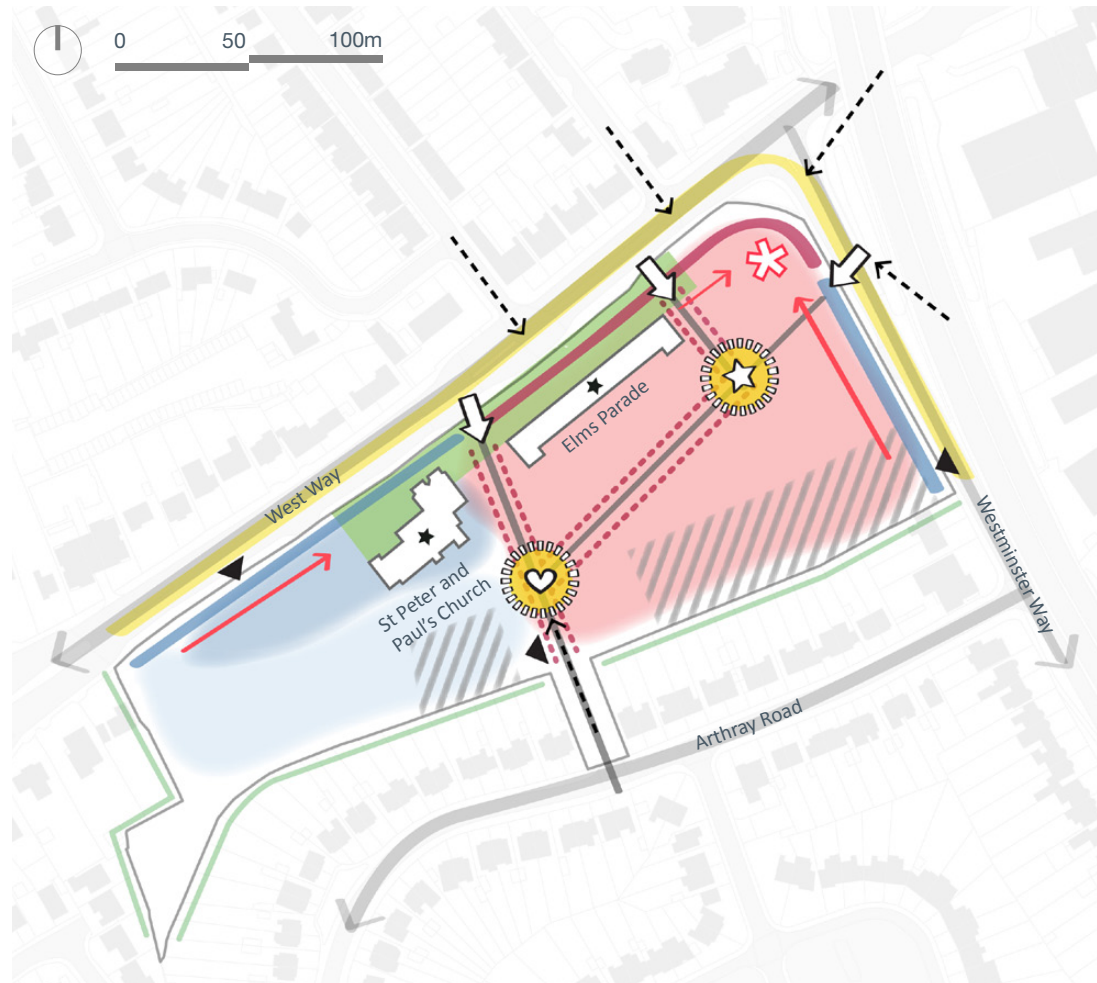 0
50
100m
West Way
Elms Parade
St Peter and
Paul's Church
Westminster Way
Arthray Road